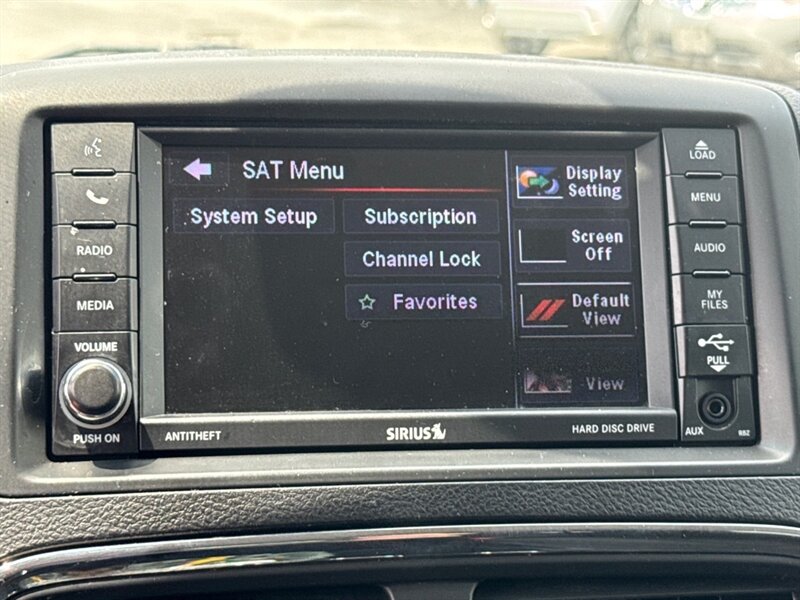 SAT Menu
System Setup
Subscription
Channel Lock
Favorites
Display
Setting
Screen
Off
Default
View
View
RADIO
MEDIA
VOLUME
PUSH ON
LOAD
MENU
AUDIO
MY
FILES
PULL
AUX
RBZ
ANTITHEFT
SIRIUS
HARD DISC DRIVE